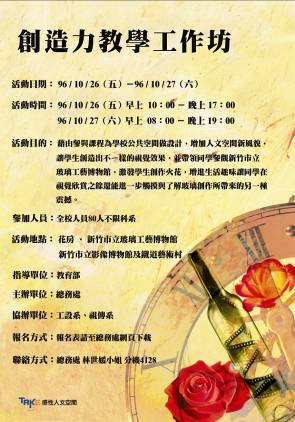 創造力教學工作坊
活動日期： 96 / 10 / 26（五）－96 / 10 / 27（六）
活動時間： 96 / 10 / 26（五）早上 10：00 － 晚上 17：00
96 / 10 / 27（六）早上 08：00 － 晚上 19：00
活動目的： 藉由參與課程為學校公共空間做設計，增加人文空間新風貌，
讓學生創造出不一樣的視覺效果，並帶領同學參觀新竹市立
玻璃工藝博物館，激發學生創作火花，增進生活趣味讓同學在
視覺欣賞之餘還能進一步觸摸與了解玻璃創作所帶來的另一種
震撼。
參加人員：全校人員80人不限科系
活動地點： 花房 、新竹市立玻璃工藝博物館
新竹市立影像博物館及鐵道藝術村
指導單位：教育部
主辦單位：總務處
協辦單位：工設系、視傳系
報名方式：報名表請至總務處網頁下載
聯絡方式：總務處 林世媛小姐 分機4128
TAKE 感性人文空間